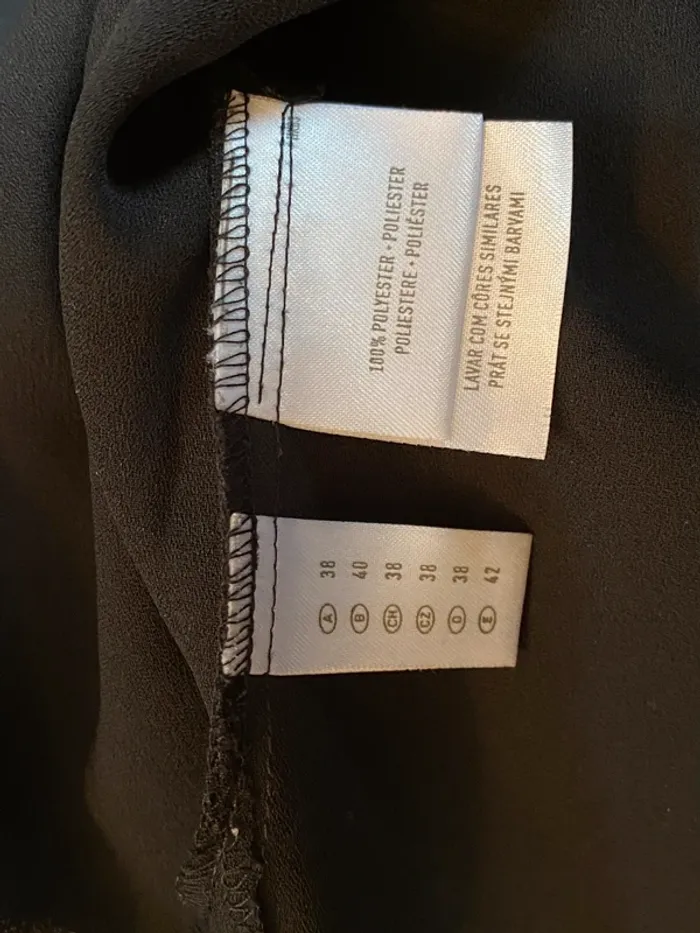 100% POLYESTER • POLIESTER
POLIESTERE • POLIÉSTER
LAVAR COM CÔRES SIMILARES
PRÁT SE STEJNÝMI BARVAMI
A 38
B 40
CH 38
CZ 38
D 38
E 42